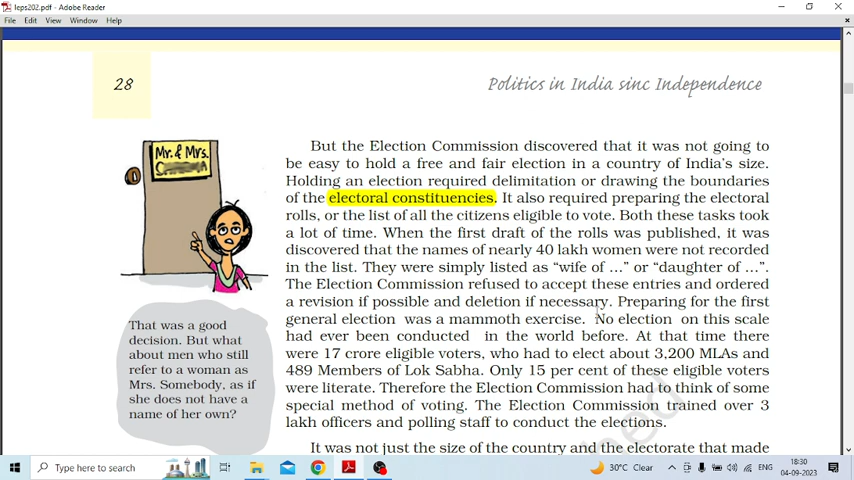 leps202.pdf - Adobe Reader
File Edit View Window Help
28
Politics in India sinc Independence
Mr. & Mrs.
But the Election Commission discovered that it was not going to
be easy to hold a free and fair election in a country of India's size.
Holding an election required delimitation or drawing the boundaries
of the electoral constituencies. It also required preparing the electoral
rolls, or the list of all the citizens eligible to vote. Both these tasks took
a lot of time. When the first draft of the rolls was published, it was
discovered that the names of nearly 40 lakh women were not recorded
in the list. They were simply listed as “wife of ...” or “daughter of ...”.
The Election Commission refused to accept these entries and ordered
a revision if possible and deletion if necessary. Preparing for the first
general election was a mammoth exercise. No election on this scale
had ever been conducted in the world before. At that time there
were 17 crore eligible voters, who had to elect about 3,200 MLAs and
489 Members of Lok Sabha. Only 15 per cent of these eligible voters
were literate. Therefore the Election Commission had to think of some
special method of voting. The Election Commission trained over 3
lakh officers and polling staff to conduct the elections.
It was not just the size of the country and the electorate that made
That was a good
decision. But what
about men who still
refer to a woman as
Mrs. Somebody, as if
she does not have a
name of her own?
Type here to search
30°C Clear
ENG
18:30
04-09-2023